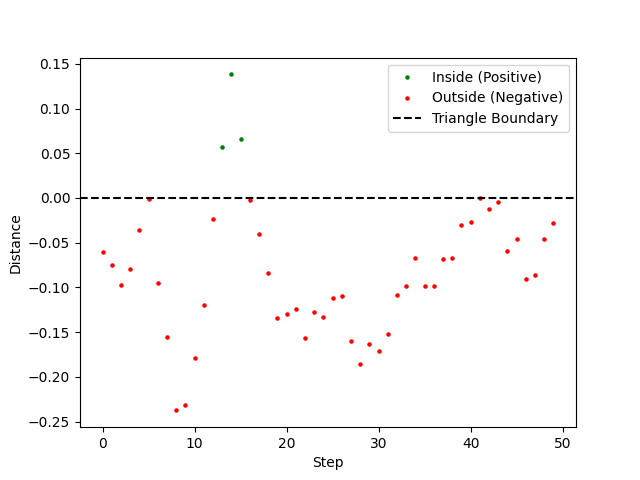 Inside (Positive)
Outside (Negative)
Triangle Boundary
0.15
0.10
0.05
0.00
−0.05
−0.10
−0.15
−0.20
−0.25
Distance
0 10 20 30 40 50
Step